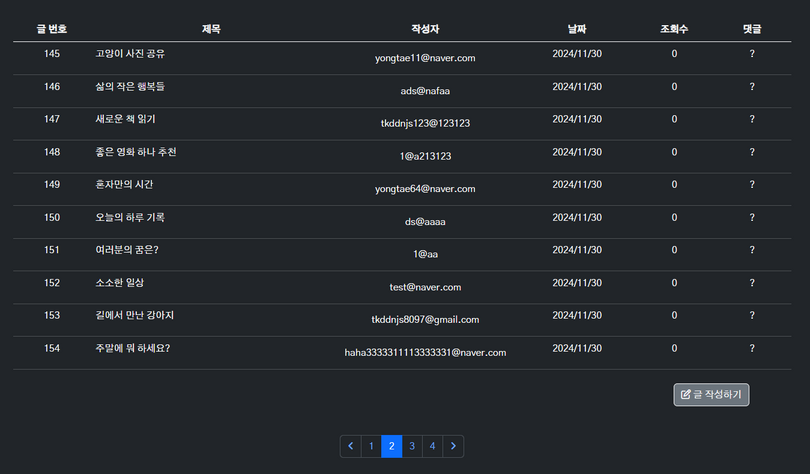 글 번호 제목 작성자 날짜 조회수 댓글
145 고양이 사진 공유 yongtae11@naver.com 2024/11/30 0 ?
146 삶의 작은 행복들 ads@nafaa 2024/11/30 0 ?
147 새로운 책 읽기 tkddnjs123@123123 2024/11/30 0 ?
148 좋은 영화 하나 추천 1@a213123 2024/11/30 0 ?
149 혼자만의 시간 yongtae64@naver.com 2024/11/30 0 ?
150 오늘의 하루 기록 ds@aaaa 2024/11/30 0 ?
151 여러분의 꿈은? 1@aa 2024/11/30 0 ?
152 소소한 일상 test@naver.com 2024/11/30 0 ?
153 길에서 만난 강아지 tkddnjs8097@gmail.com 2024/11/30 0 ?
154 주말에 뭐 하세요? haha3333311113333331@naver.com 2024/11/30 0 ?
글 작성하기
1 2 3 4